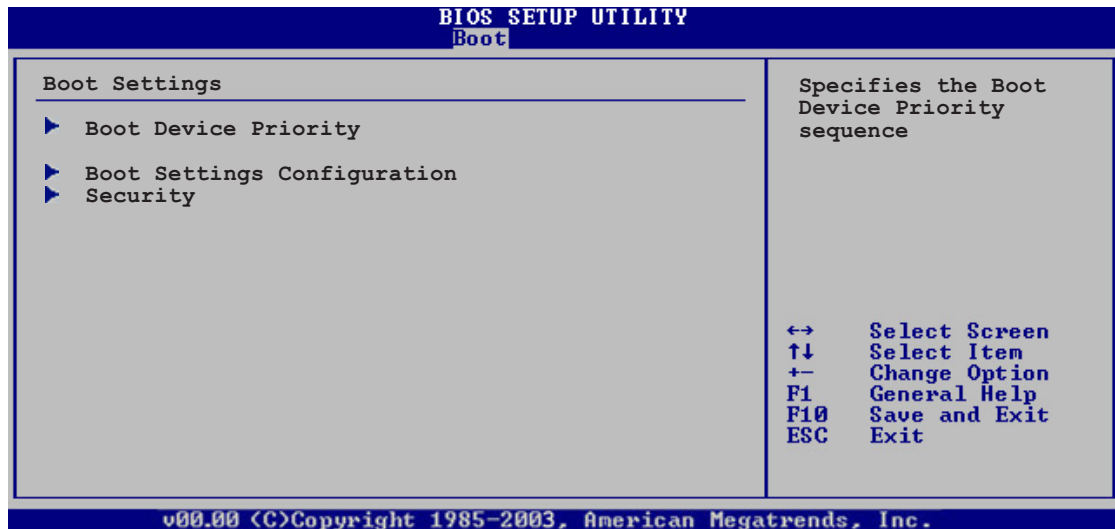 BIOS SETUP UTILITY
Boot
Boot Settings
Boot Device Priority
Boot Settings Configuration
Security
Specifies the Boot
Device Priority
sequence
←→ Select Screen
↑↓ Select Item
+- Change Option
F1 General Help
F10 Save and Exit
ESC Exit
v00.00 (C)Copyright 1985-2003, American Megatrends, Inc.